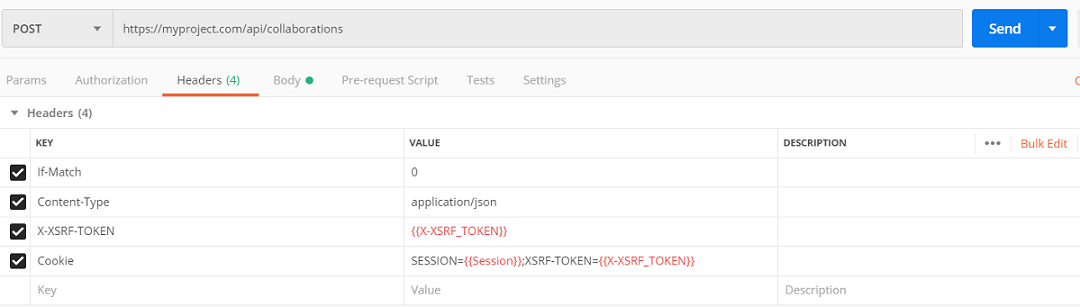 POST https://myproject.com/api/collaborations Send
Params Authorization Headers (4) Body Pre-request Script Tests Settings
Headers (4)
KEY VALUE DESCRIPTION ••• Bulk Edit
If-Match 0
Content-Type application/json
X-XSRF-TOKEN {{X-XSRF_TOKEN}}
Cookie SESSION={{Session}};XSRF-TOKEN={{X-XSRF_TOKEN}}
Key Value Description